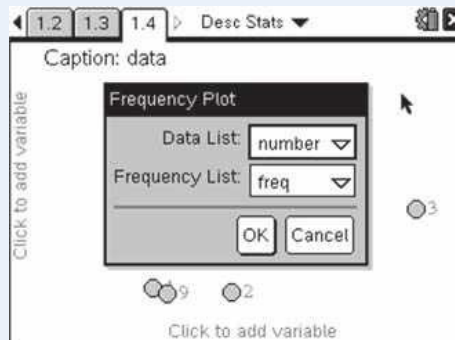 1.2 1.3 1.4 Desc Stats
Caption: data
Click to add variable
Frequency Plot
Data List: number
Frequency List: freq
OK Cancel
3
9 2
Click to add variable